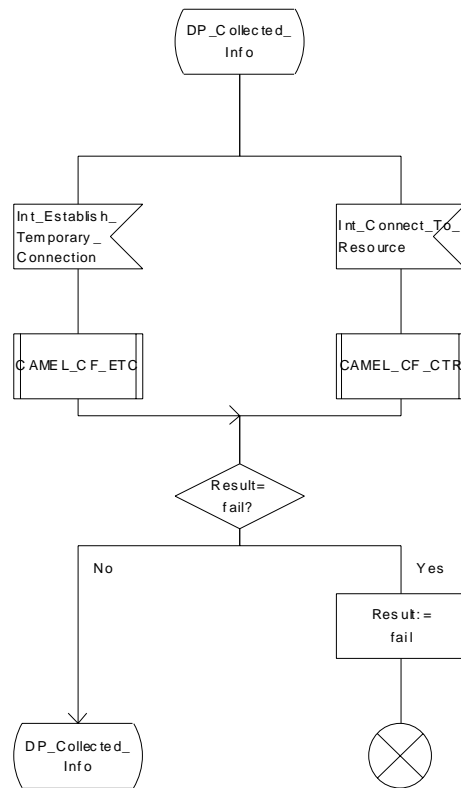 DP_Collected_
Info
Int_Establish_
Temporary_
Connection
Int_Connect_To_
Resource
CAMEL_CF_ETC
CAMEL_CF_CTR
Result=
fail?
No
Yes
Result:=
fail
DP_Collected_
Info